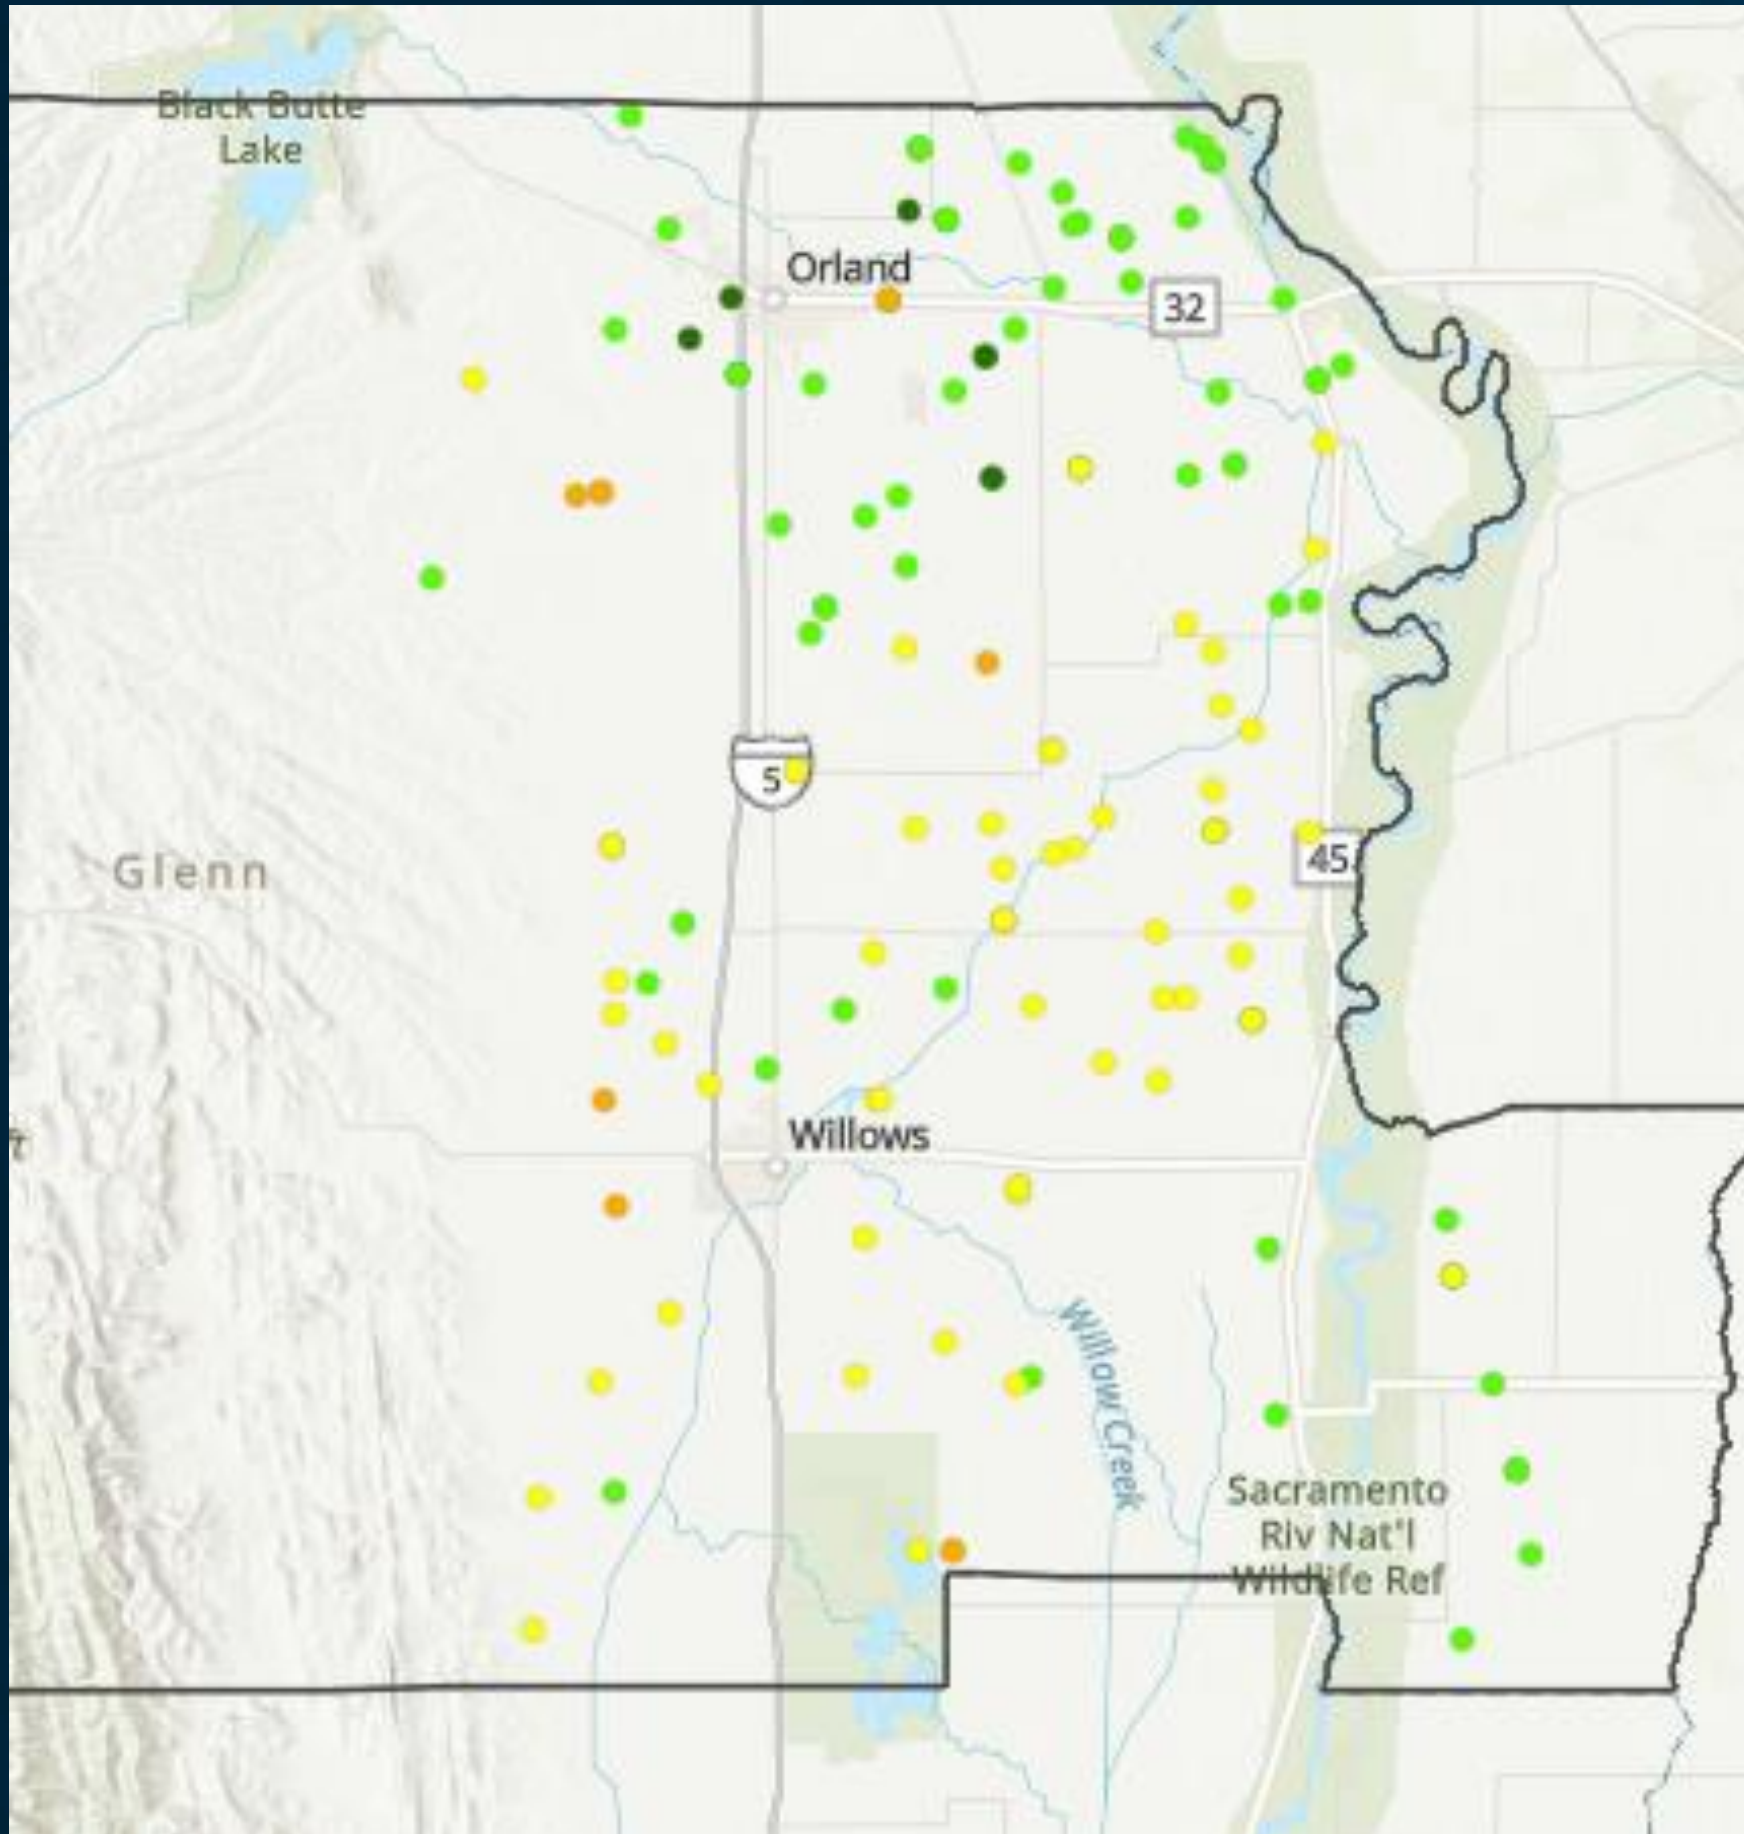 Black Butte
Lake
Orland
32
5
Glenn
45
Willows
Willow Creek
Sacramento
Riv Nat'l
Wildlife Ref